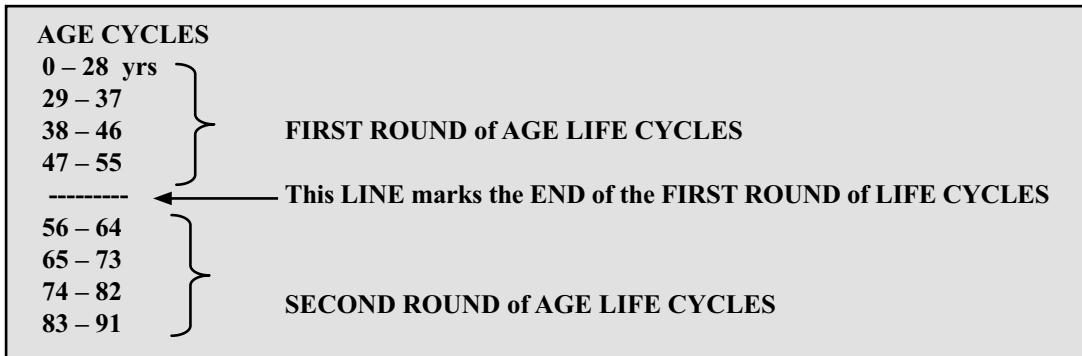 AGE CYCLES
0 – 28 yrs
29 – 37
38 – 46
FIRST ROUND of AGE LIFE CYCLES
47 – 55
---------
This LINE marks the END of the FIRST ROUND of LIFE CYCLES
56 – 64
65 – 73
74 – 82
SECOND ROUND of AGE LIFE CYCLES
83 – 91